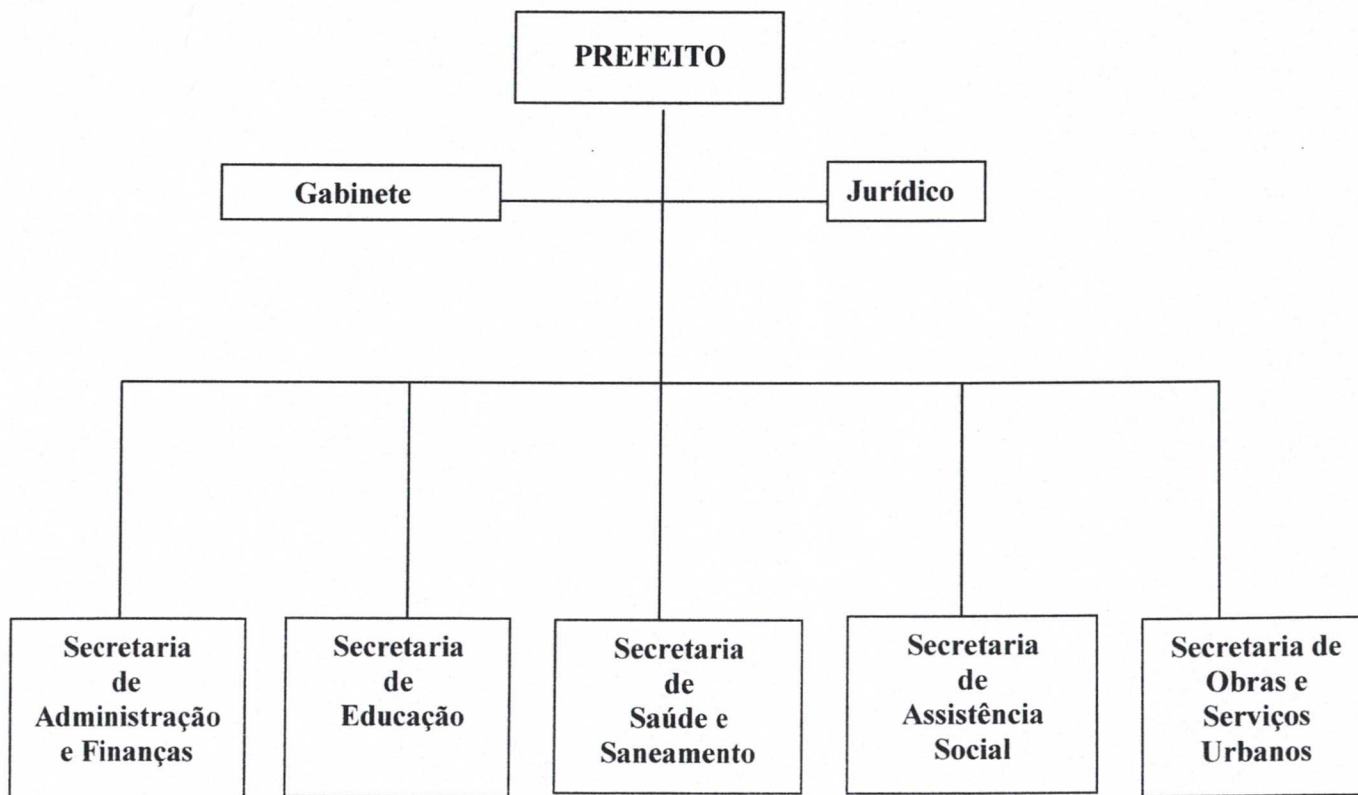 PREFEITO
Gabinete
Jurídico
Secretaria
de
Administração
e Finanças
Secretaria
de
Educação
Secretaria
de
Saúde e
Saneamento
Secretaria
de
Assistência
Social
Secretaria de
Obras e
Serviços
Urbanos